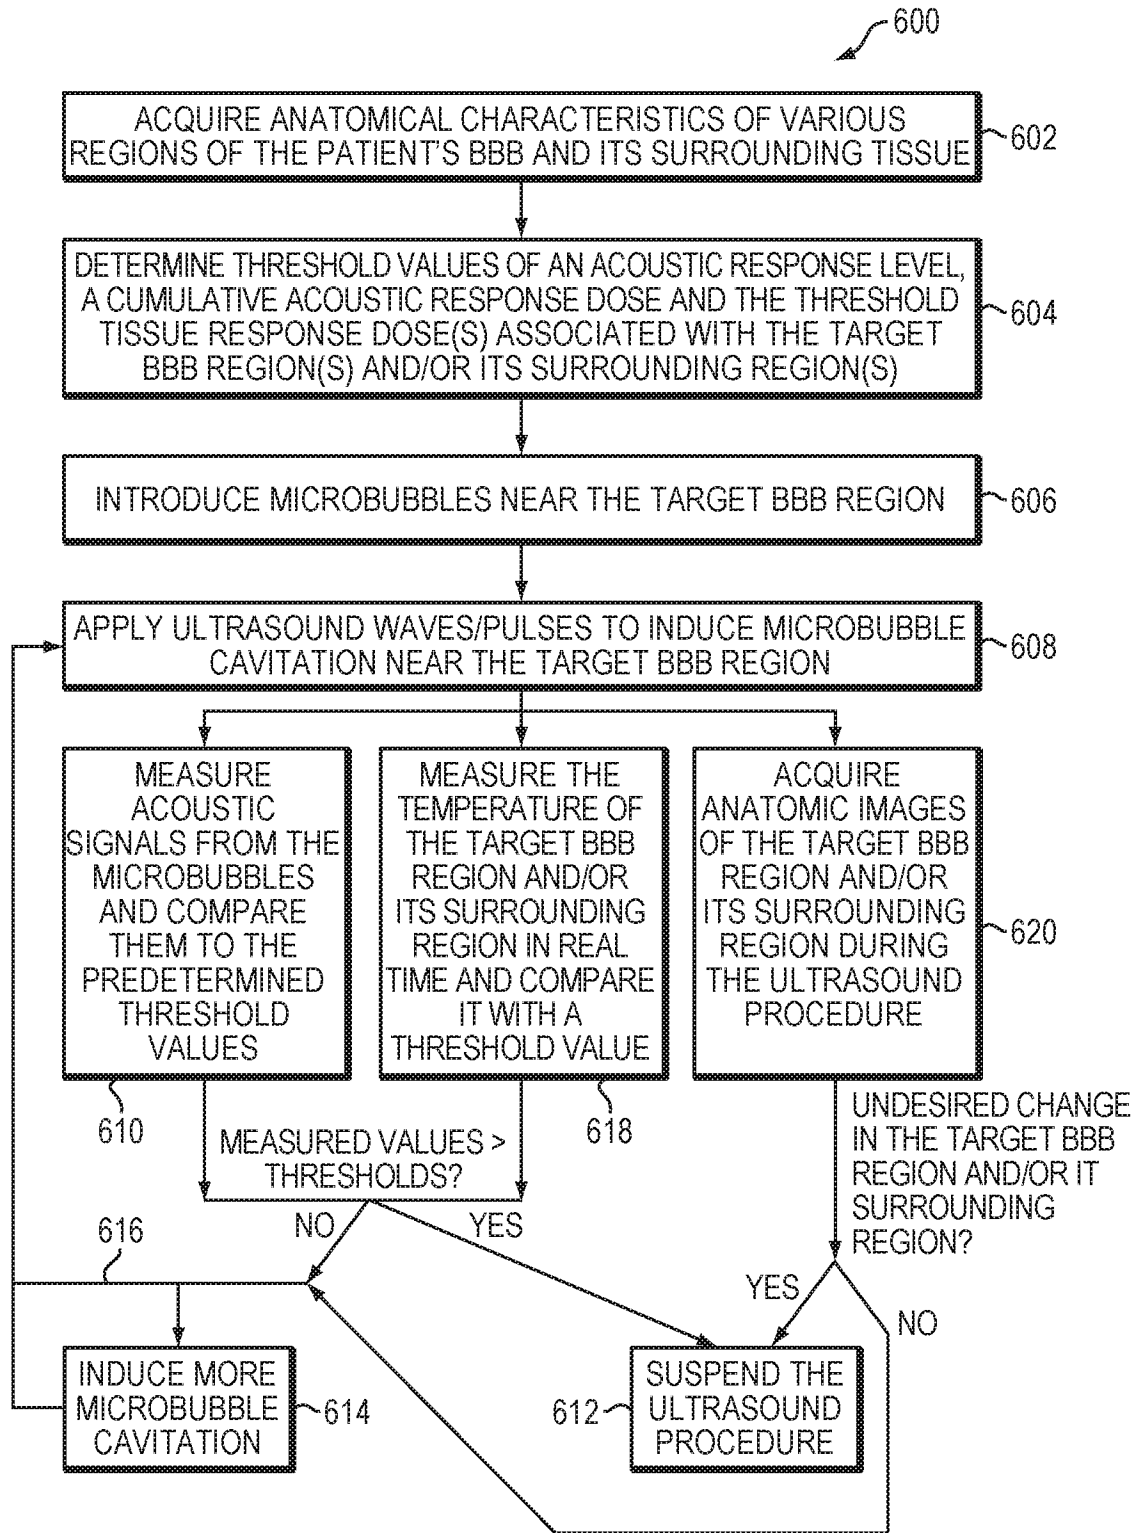 600
ACQUIRE ANATOMICAL CHARACTERISTICS OF VARIOUS
REGIONS OF THE PATIENT'S BBB AND ITS SURROUNDING TISSUE
602
DETERMINE THRESHOLD VALUES OF AN ACOUSTIC RESPONSE LEVEL,
A CUMULATIVE ACOUSTIC RESPONSE DOSE AND THE THRESHOLD
TISSUE RESPONSE DOSE(S) ASSOCIATED WITH THE TARGET
BBB REGION(S) AND/OR ITS SURROUNDING REGION(S)
604
INTRODUCE MICROBUBBLES NEAR THE TARGET BBB REGION
606
APPLY ULTRASOUND WAVES/PULSES TO INDUCE MICROBUBBLE
CAVITATION NEAR THE TARGET BBB REGION
608
MEASURE
ACOUSTIC
SIGNALS FROM THE
MICROBUBBLES
AND COMPARE
THEM TO THE
PREDETERMINED
THRESHOLD
VALUES
610
MEASURE THE
TEMPERATURE OF
THE TARGET BBB
REGION AND/OR
ITS SURROUNDING
REGION IN REAL
TIME AND COMPARE
IT WITH A
THRESHOLD VALUE
618
ACQUIRE
ANATOMIC IMAGES
OF THE TARGET BBB
REGION AND/OR
ITS SURROUNDING
REGION DURING
THE ULTRASOUND
PROCEDURE
620
MEASURED VALUES >
THRESHOLDS?
NO
YES
UNDESIRED CHANGE
IN THE TARGET BBB
REGION AND/OR IT
SURROUNDING
REGION?
YES
NO
616
INDUCE MORE
MICROBUBBLE
CAVITATION
614
612
SUSPEND THE
ULTRASOUND
PROCEDURE